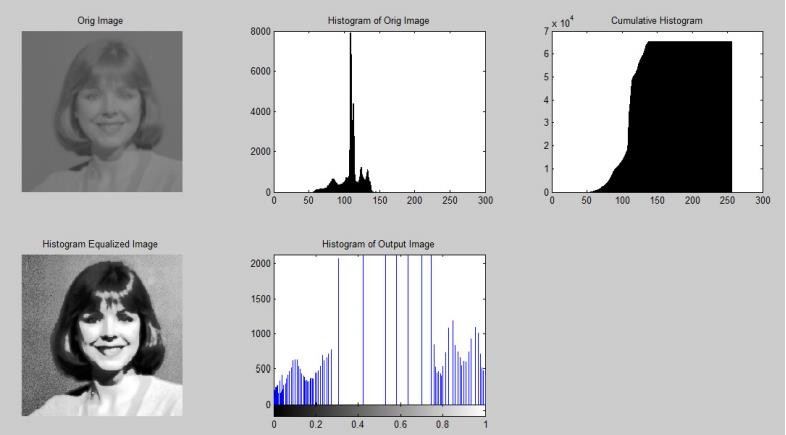 Orig Image
Histogram of Orig Image
Cumulative Histogram
8000
6000
4000
2000
0
0 50 100 150 200 250 300
x 10^4
7
6
5
4
3
2
1
0
0 50 100 150 200 250 300
Histogram Equalized Image
Histogram of Output Image
2000
1500
1000
500
0
0 0.2 0.4 0.6 0.8 1